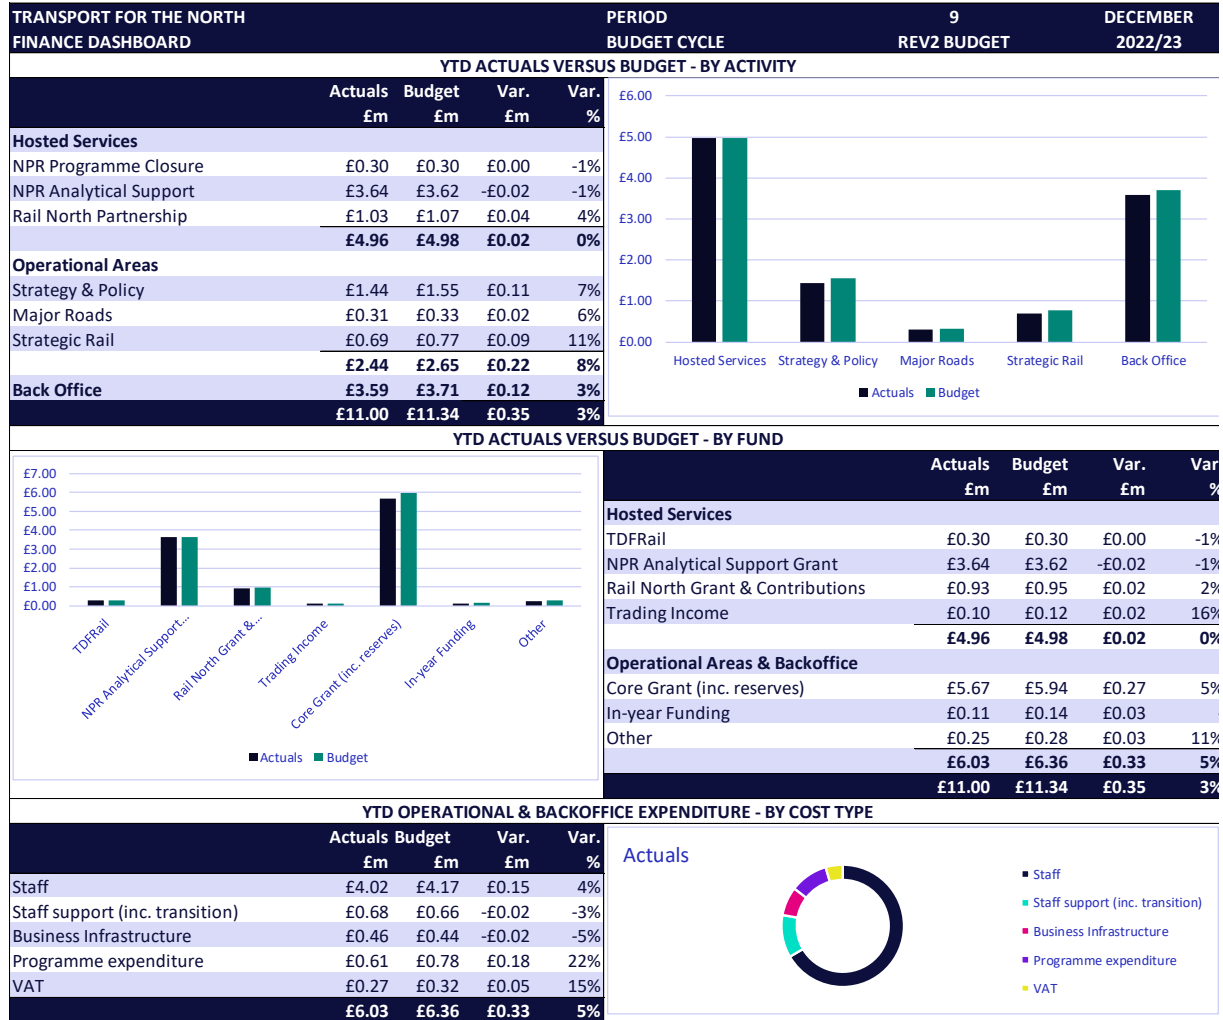 TRANSPORT FOR THE NORTH PERIOD 9 DECEMBER
FINANCE DASHBOARD BUDGET CYCLE REV2 BUDGET 2022/23
YTD ACTUALS VERSUS BUDGET - BY ACTIVITY
Actuals Budget Var. Var.
£m £m £m %
Hosted Services
NPR Programme Closure £0.30 £0.30 £0.00 -1%
NPR Analytical Support £3.64 £3.62 -£0.02 -1%
Rail North Partnership £1.03 £1.07 £0.04 4%
£4.96 £4.98 £0.02 0%
Operational Areas
Strategy & Policy £1.44 £1.55 £0.11 7%
Major Roads £0.31 £0.33 £0.02 6%
Strategic Rail £0.69 £0.77 £0.09 11%
£2.44 £2.65 £0.22 8%
Back Office £3.59 £3.71 £0.12 3%
£11.00 £11.34 £0.35 3%
£6.00
£5.00
£4.00
£3.00
£2.00
£1.00
£0.00
Hosted Services Strategy & Policy Major Roads Strategic Rail Back Office
Actuals Budget
YTD ACTUALS VERSUS BUDGET - BY FUND
£7.00
£6.00
£5.00
£4.00
£3.00
£2.00
£1.00
£0.00
TDFRail
NPR Analytical Support...
Rail North Grant &...
Trading Income
Core Grant (inc. reserves)
In-year Funding
Other
Actuals Budget
Actuals Budget Var. Var
£m £m £m %
Hosted Services
TDFRail £0.30 £0.30 £0.00 -1%
NPR Analytical Support Grant £3.64 £3.62 -£0.02 -1%
Rail North Grant & Contributions £0.93 £0.95 £0.02 2%
Trading Income £0.10 £0.12 £0.02 16%
£4.96 £4.98 £0.02 0%
Operational Areas & Backoffice
Core Grant (inc. reserves) £5.67 £5.94 £0.27 5%
In-year Funding £0.11 £0.14 £0.03 -
Other £0.25 £0.28 £0.03 11%
£6.03 £6.36 £0.33 5%
£11.00 £11.34 £0.35 3%
YTD OPERATIONAL & BACKOFFICE EXPENDITURE - BY COST TYPE
Actuals Budget Var. Var.
£m £m £m %
Staff £4.02 £4.17 £0.15 4%
Staff support (inc. transition) £0.68 £0.66 -£0.02 -3%
Business Infrastructure £0.46 £0.44 -£0.02 -5%
Programme expenditure £0.61 £0.78 £0.18 22%
VAT £0.27 £0.32 £0.05 15%
£6.03 £6.36 £0.33 5%
Actuals
Staff
Staff support (inc. transition)
Business Infrastructure
Programme expenditure
VAT